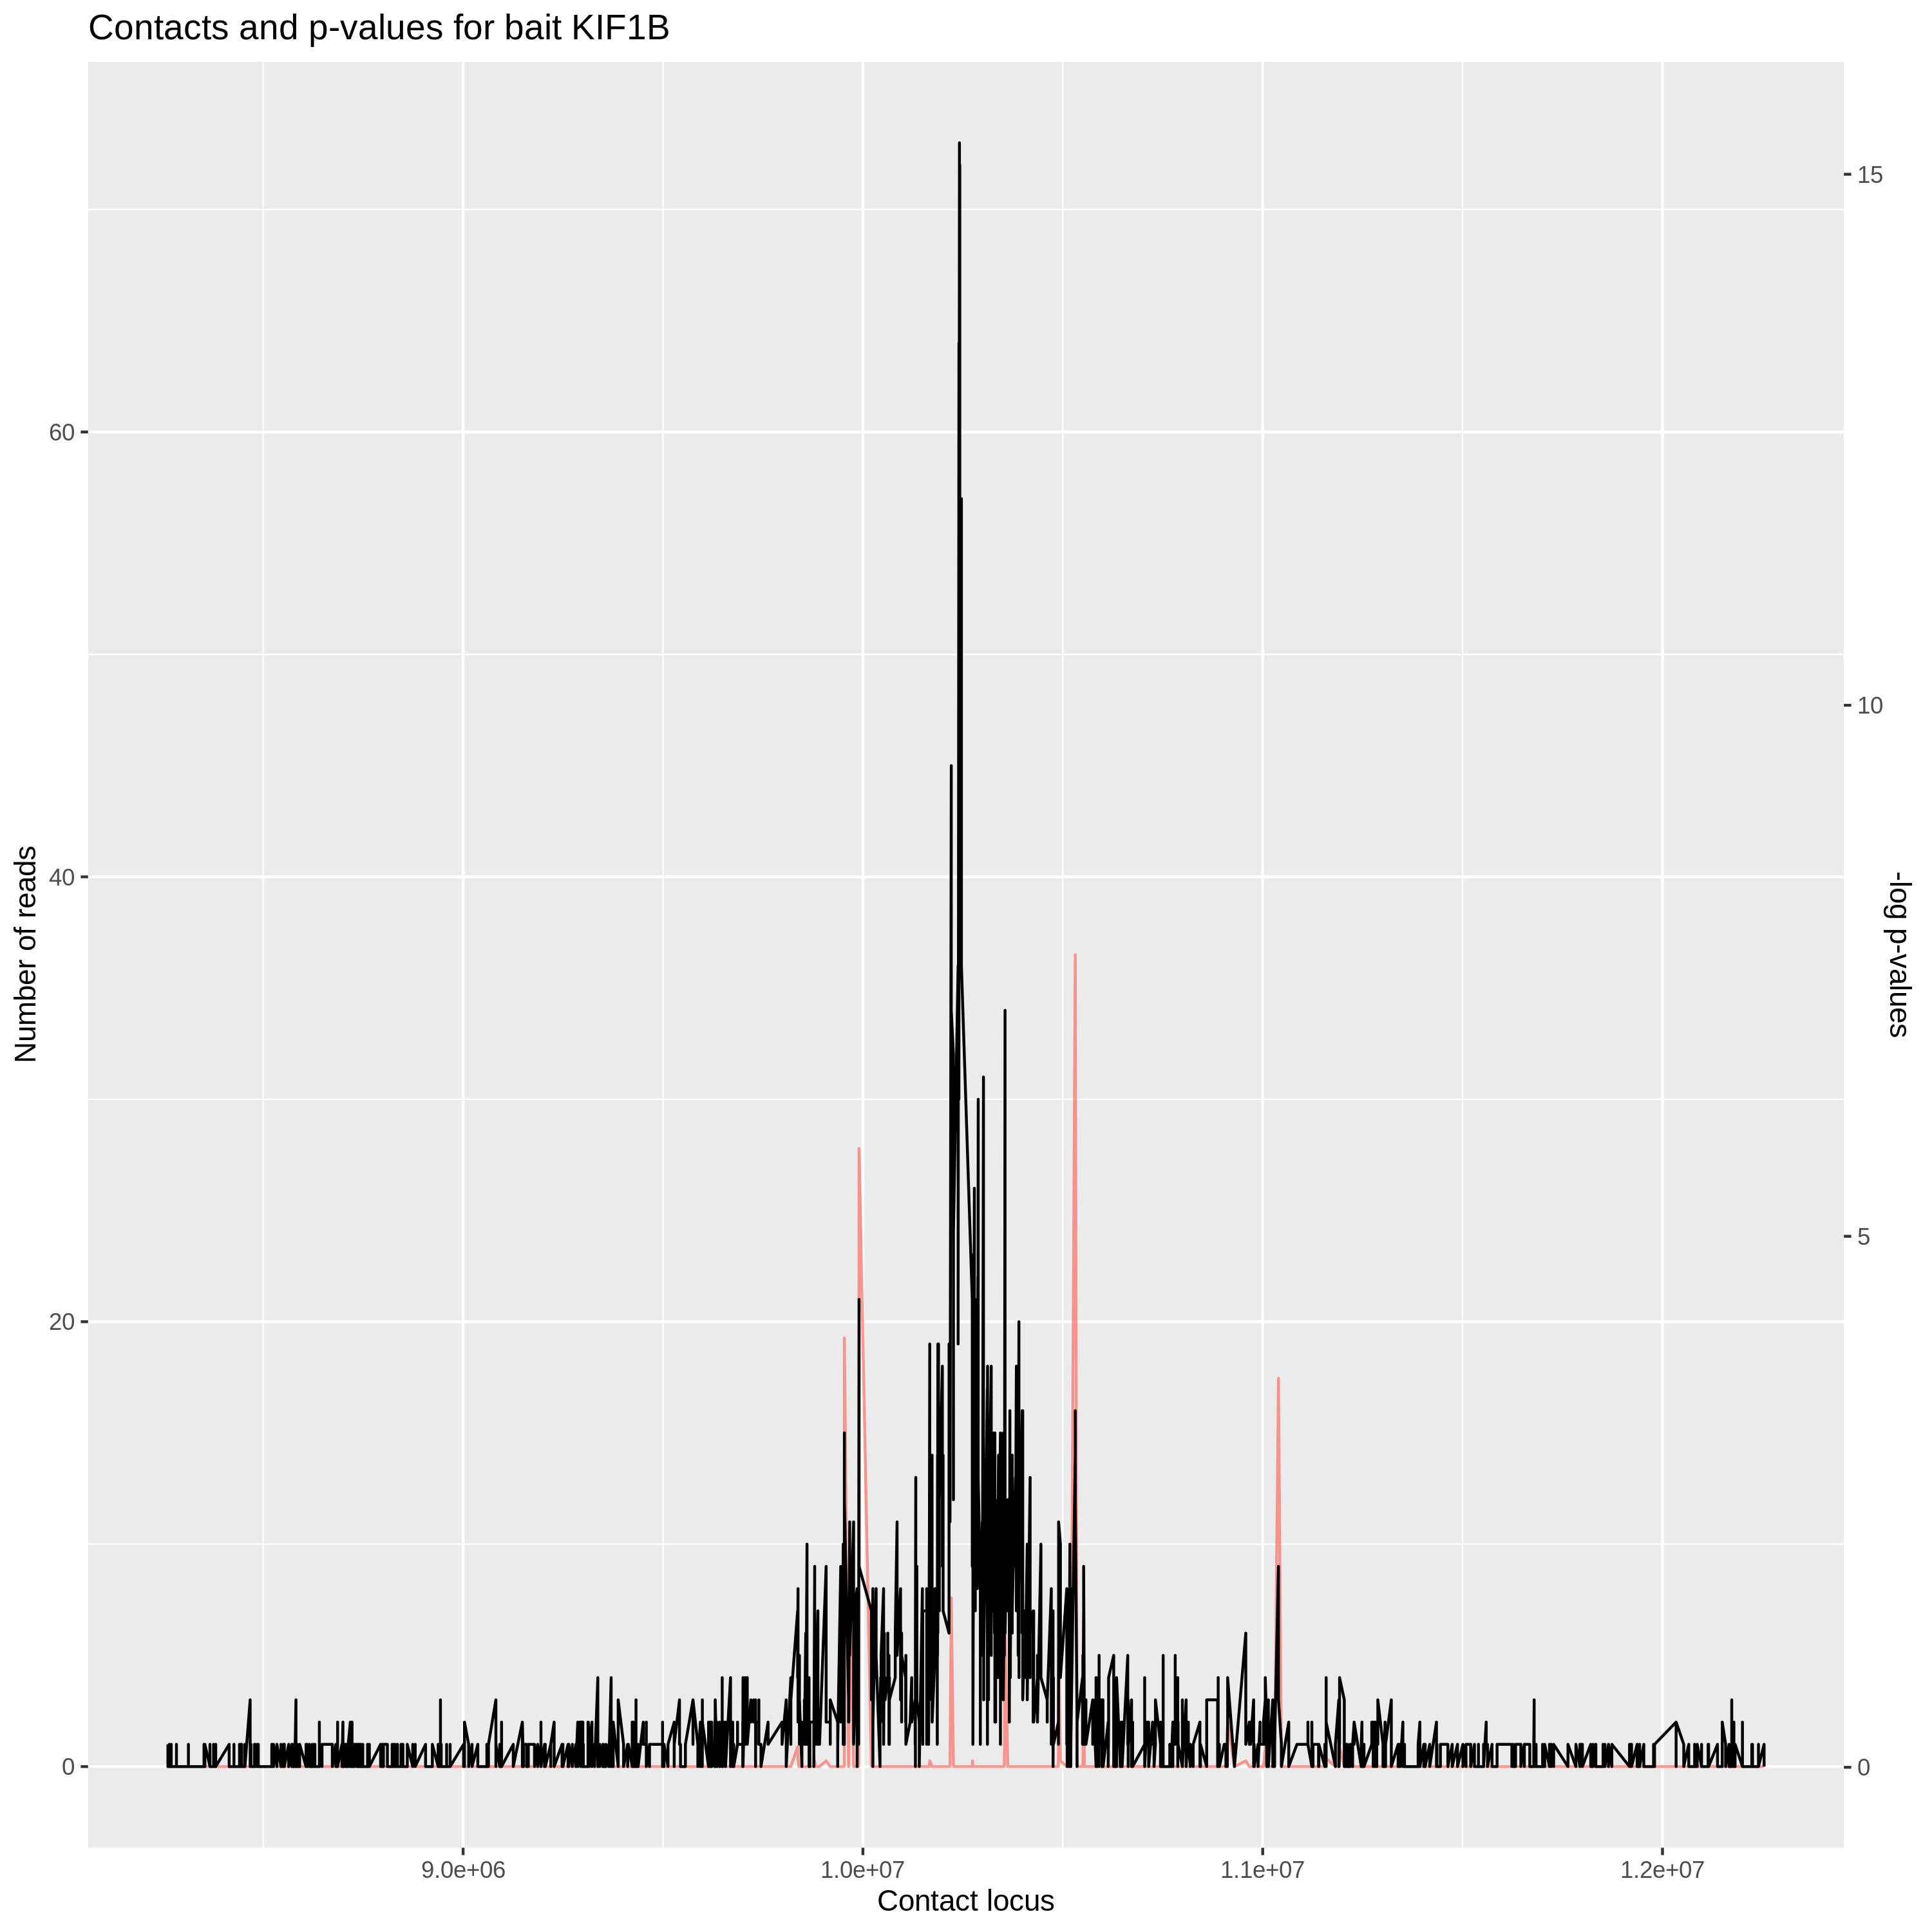 Contacts and p-values for bait KIF1B
60
40
20
0
15
10
5
0
Number of reads
-log p-values
9.0e+06 1.0e+07 1.1e+07 1.2e+07
Contact locus